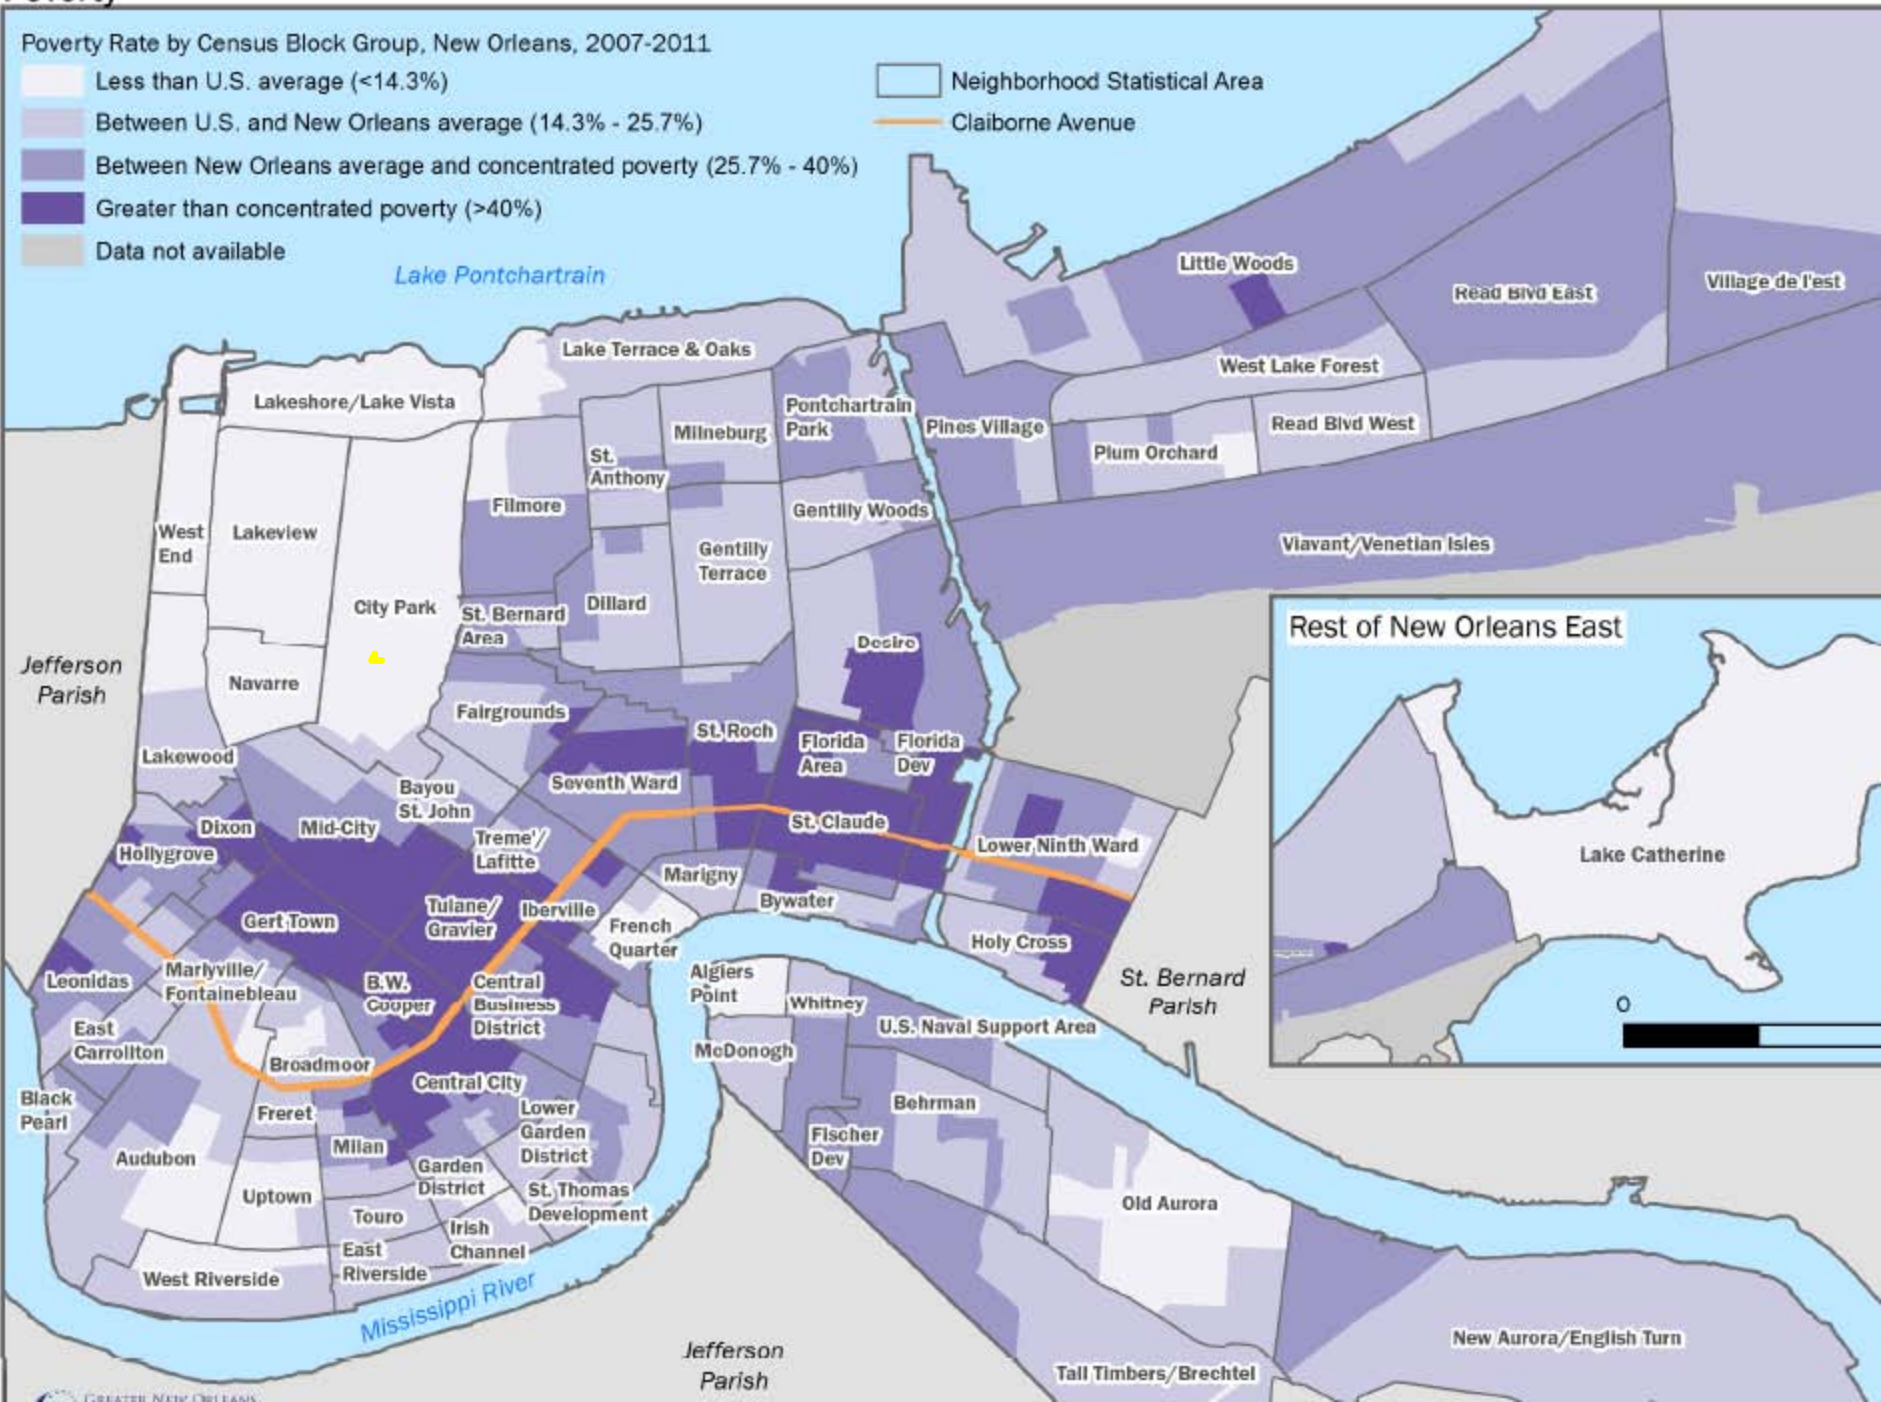 Poverty
Poverty Rate by Census Block Group, New Orleans, 2007-2011
Less than U.S. average (<14.3%)
Between U.S. and New Orleans average (14.3% - 25.7%)
Between New Orleans average and concentrated poverty (25.7% - 40%)
Greater than concentrated poverty (>40%)
Data not available
Neighborhood Statistical Area
Claiborne Avenue
Lake Pontchartrain
Little Woods
Read Blvd East
Village de l'est
Lake Terrace & Oaks
West Lake Forest
Lakeshore/Lake Vista
Pontchartrain
Park
Pines Village
Read Blvd West
Milneburg
Plum Orchard
St.
Anthony
Filmore
Gentilly Woods
West
End
Lakeview
Gentilly
Terrace
Viavant/Venetian Isles
City Park
St. Bernard
Area
Dillard
Desire
Rest of New Orleans East
Jefferson
Parish
Navarre
Fairgrounds
St. Roch
Florida
Area
Florida
Dev
Lakewood
Seventh Ward
Bayou
St. John
Dixon
Mid-City
Treme'/
Lafitte
St. Claude
Lower Ninth Ward
Lake Catherine
Hollygrove
Marigny
Bywater
Gert Town
Tulane/
Gravier
Iberville
French
Quarter
Holy Cross
Leonidas
Marlyville/
Fontainebleau
B.W.
Cooper
Central
Business
District
Algiers
Point
Whitney
U.S. Naval Support Area
St. Bernard
Parish
0
East
Carrollton
Broadmoor
McDonogh
Central City
Black
Pearl
Freret
Lower
Garden
District
Behrman
Milan
Fischer
Dev
Audubon
Garden
District
Uptown
St. Thomas
Development
Old Aurora
Touro
Irish
Channel
East
Riverside
West Riverside
Mississippi River
Jefferson
Parish
New Aurora/English Turn
Tall Timbers/Brechtel
GREATER NEW ORLEANS